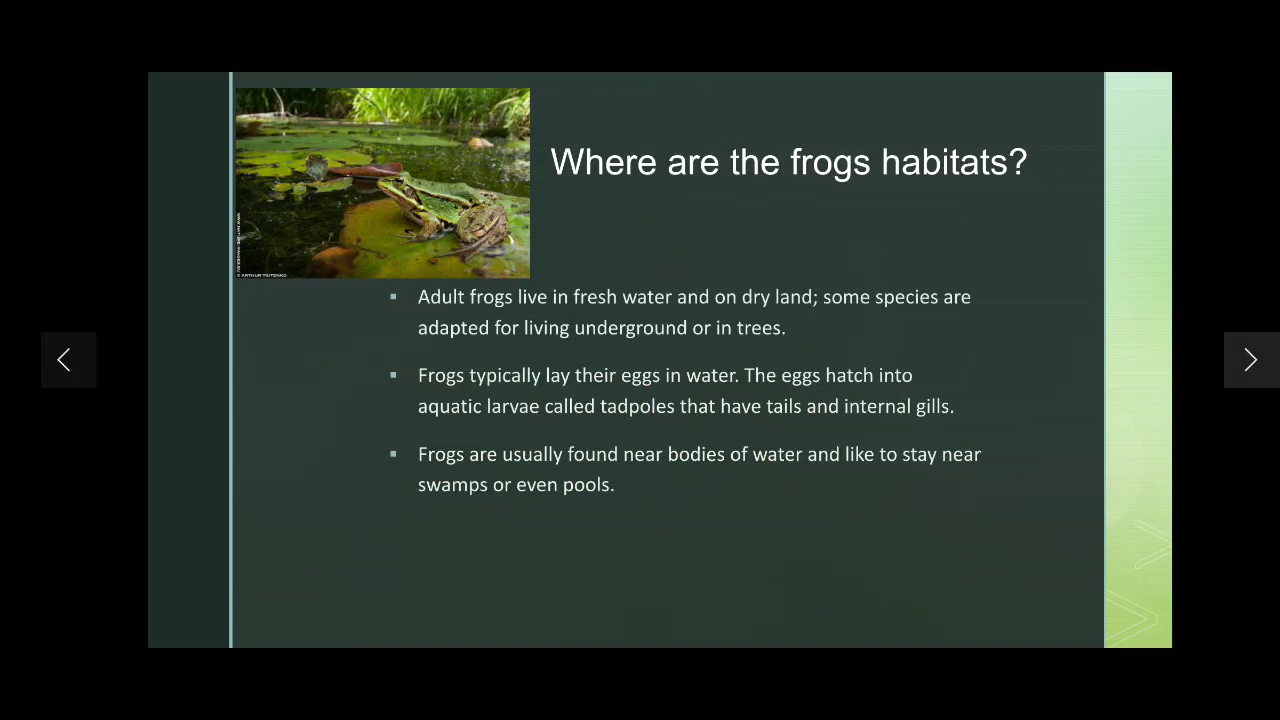 Where are the frogs habitats?
© ARTHUR TIUTENKO
Adult frogs live in fresh water and on dry land; some species are
adapted for living underground or in trees.
Frogs typically lay their eggs in water. The eggs hatch into
aquatic larvae called tadpoles that have tails and internal gills.
Frogs are usually found near bodies of water and like to stay near
swamps or even pools.